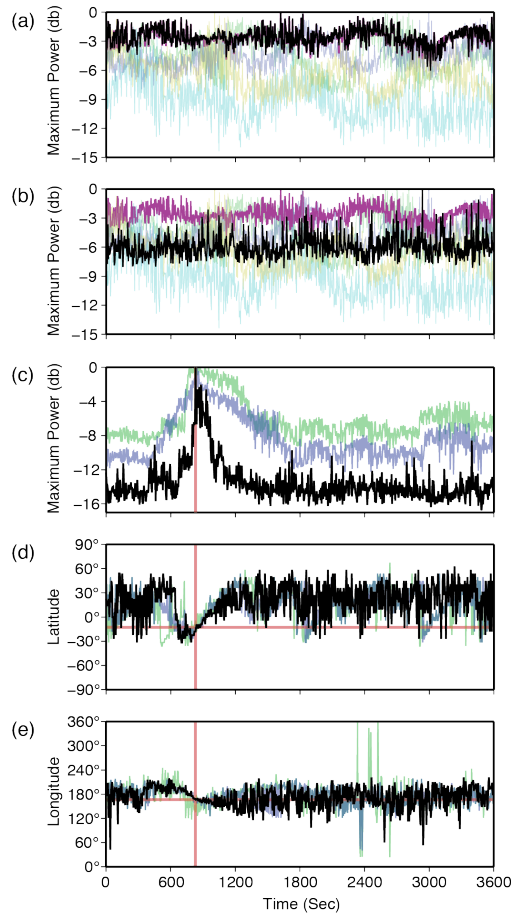 (a)
Maximum Power (db)
0
−3
−6
−9
−12
−15
(b)
Maximum Power (db)
0
−3
−6
−9
−12
−15
(c)
Maximum Power (db)
0
−4
−8
−12
−16
(d)
Latitude
90°
60°
30°
0°
−30°
−60°
−90°
(e)
Longitude
360°
300°
240°
180°
120°
60°
0°
0 600 1200 1800 2400 3000 3600
Time (Sec)